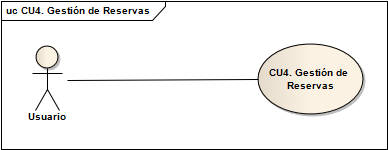 uc CU4. Gestión de Reservas
CU4. Gestión de
Reservas
Usuario